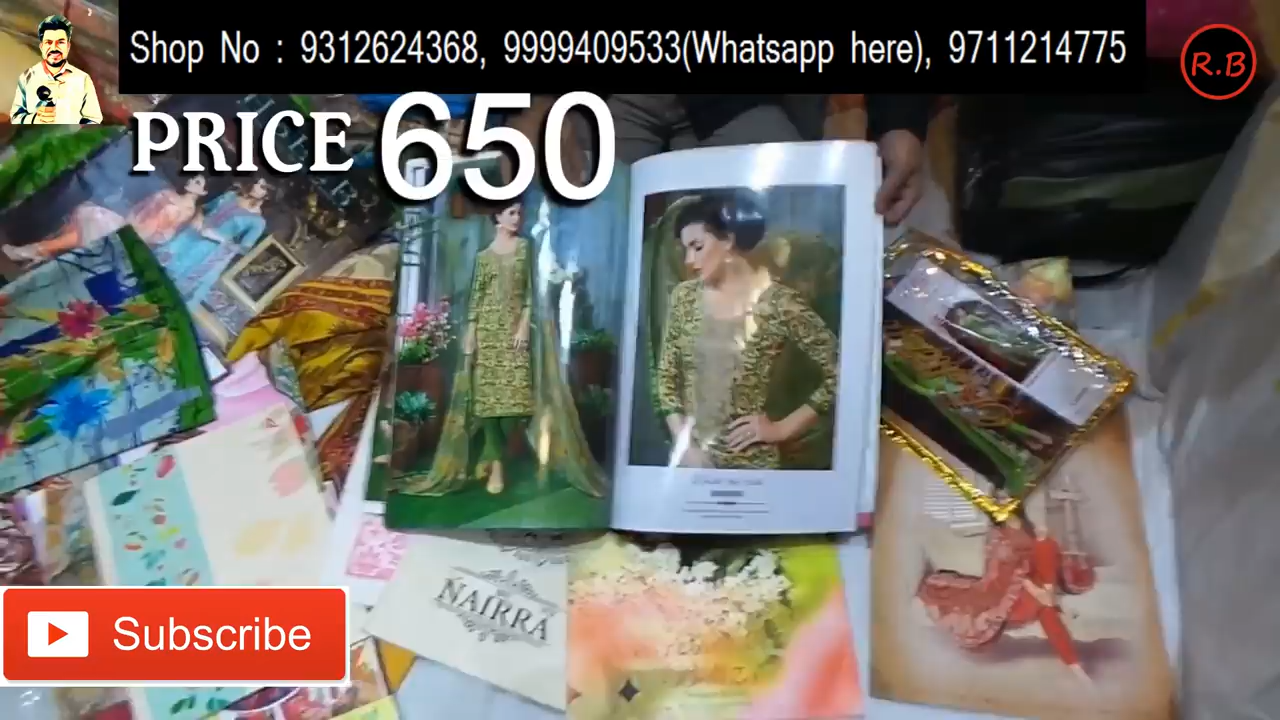 Shop No : 9312624368, 9999409533(Whatsapp here), 9711214775
R.B
PRICE 650
NAIRRA
Subscribe